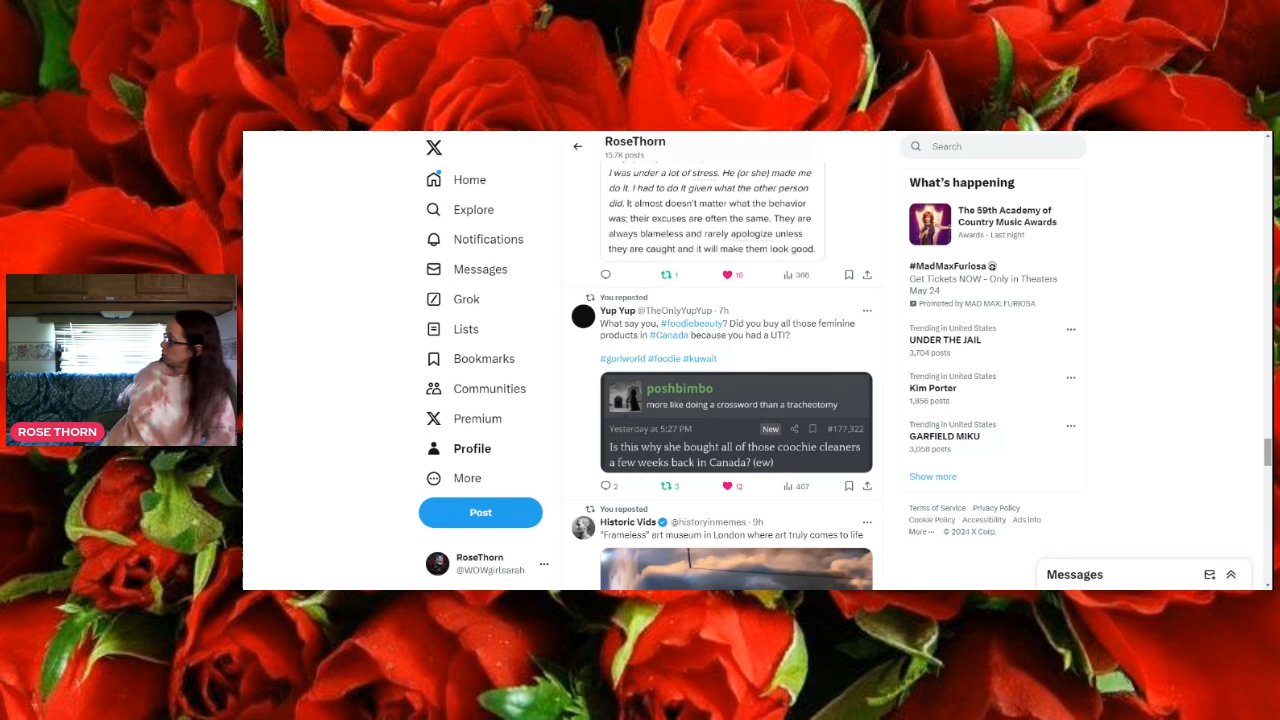 ROSE THORN
Home
Explore
Notifications
Messages
Grok
Lists
Bookmarks
Communities
Premium
Profile
More
Post
RoseThorn
@WOWgirlsarah
RoseThorn
15.7K posts
I was under a lot of stress. He (or she) made me
do it. I had to do it given what the other person
did. It almost doesn't matter what the behavior
was; their excuses are often the same. They are
always blameless and rarely apologize unless
they are caught and it will make them look good.
1 16 366
You reposted
Yup Yup @TheOnlyYupYup · 7h
What say you, #foodiebeauty? Did you buy all those feminine
products in #Canada because you had a UTI?
#gorlworld #foodie #kuwait
poshbimbo
more like doing a crossword than a tracheotomy
Yesterday at 5:27 PM New #177,322
Is this why she bought all of those coochie cleaners
a few weeks back in Canada? (ew)
2 3 12 407
You reposted
Historic Vids @historyinmemes · 9h
"Frameless" art museum in London where art truly comes to life
Search
What's happening
The 59th Academy of
Country Music Awards
Awards · Last night
#MadMaxFuriosa
Get Tickets NOW – Only in Theaters
May 24
Promoted by MAD MAX: FURIOSA
Trending in United States
UNDER THE JAIL
3,704 posts
Trending in United States
Kim Porter
1,856 posts
Trending in United States
GARFIELD MIKU
3,058 posts
Show more
Terms of Service Privacy Policy
Cookie Policy Accessibility Ads info
More ··· © 2024 X Corp.
Messages